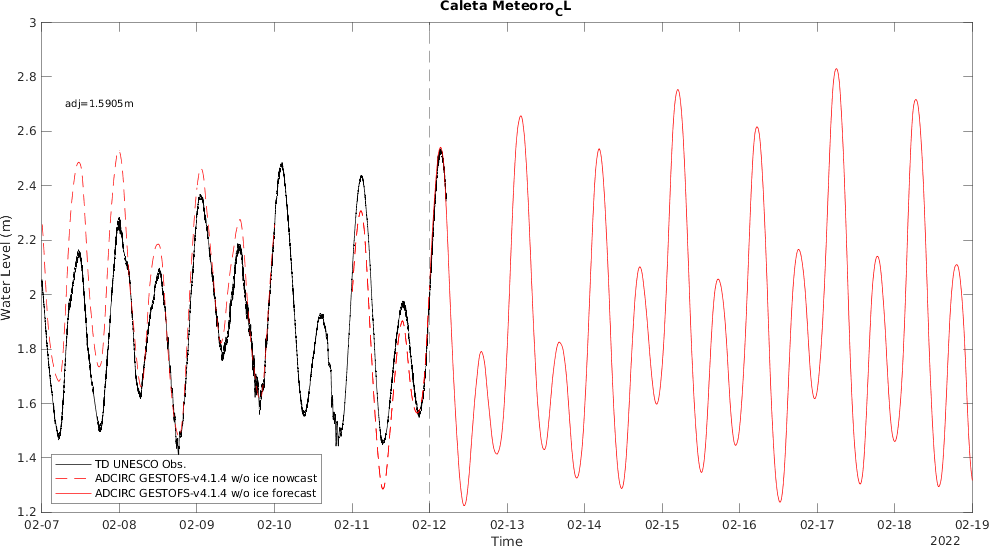 Caleta Meteoro_CL
adj=1.5905m
Water Level (m)
3
2.8
2.6
2.4
2.2
2
1.8
1.6
1.4
1.2
TD UNESCO Obs.
ADCIRC GESTOFS-v4.1.4 w/o ice nowcast
ADCIRC GESTOFS-v4.1.4 w/o ice forecast
02-07 02-08 02-09 02-10 02-11 02-12 02-13 02-14 02-15 02-16 02-17 02-18 02-19
Time
2022